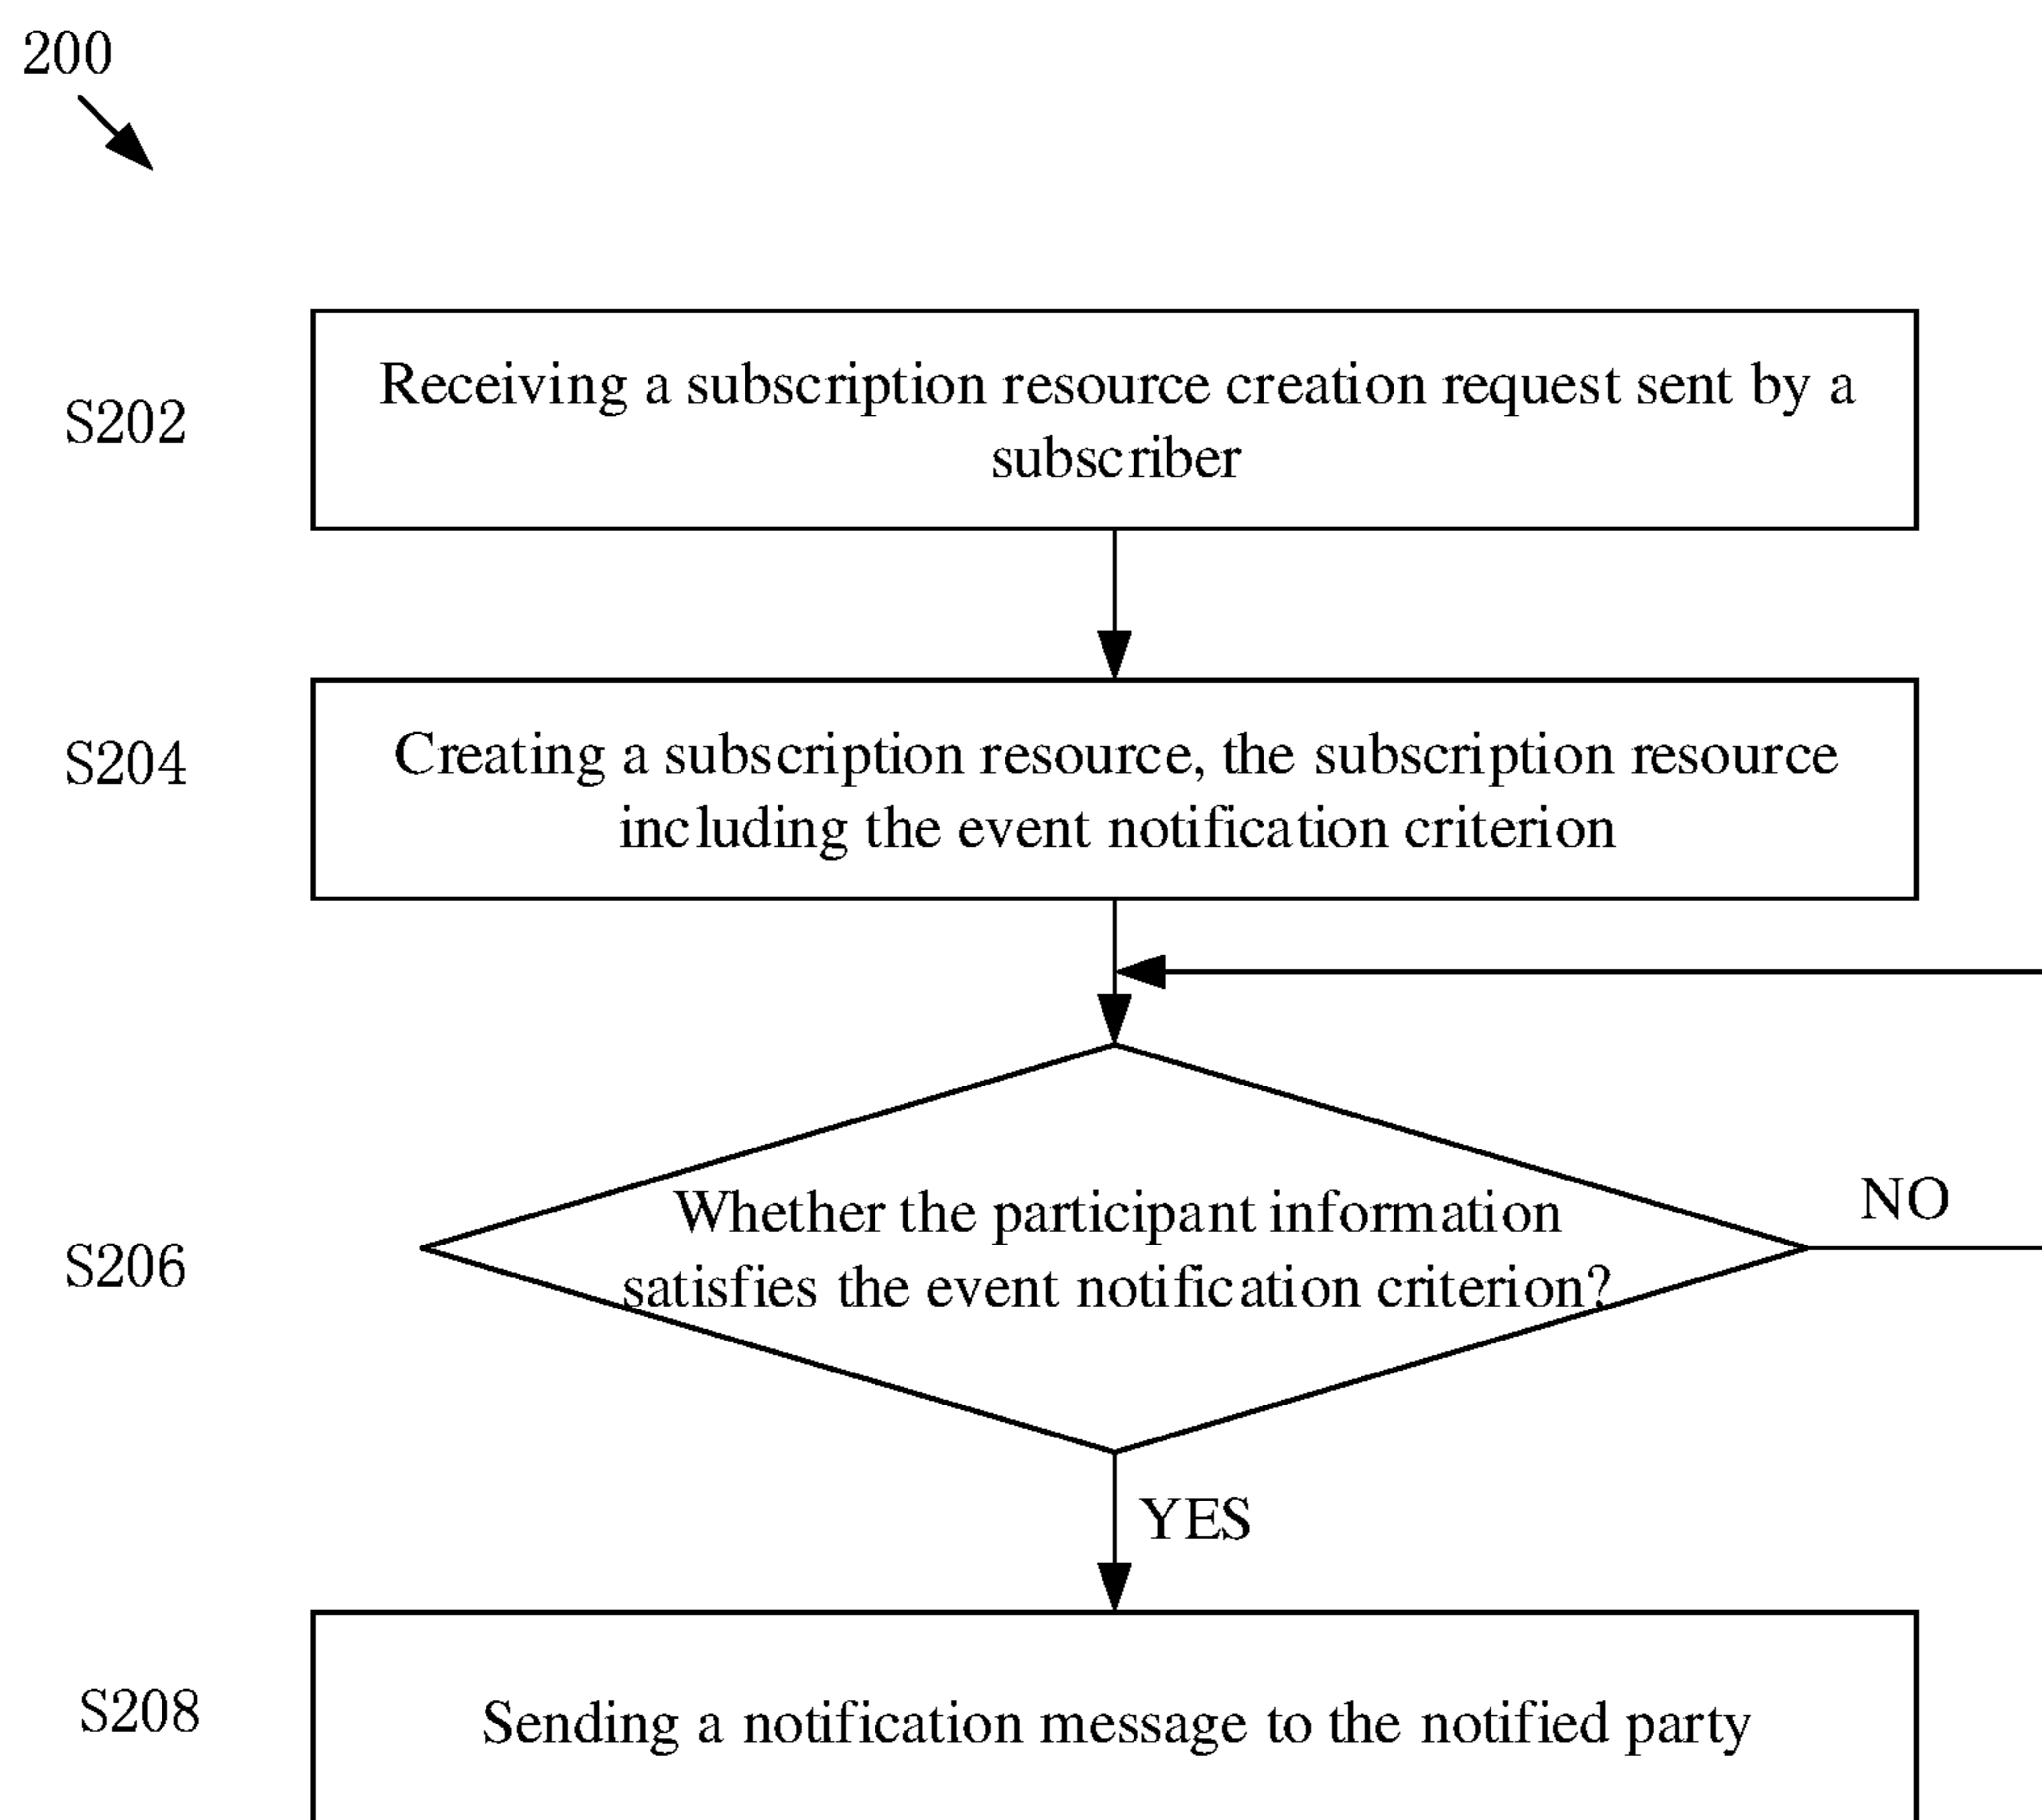 200
S202
Receiving a subscription resource creation request sent by a
subscriber
S204
Creating a subscription resource, the subscription resource
including the event notification criterion
S206
Whether the participant information
satisfies the event notification criterion?
NO
YES
S208
Sending a notification message to the notified party